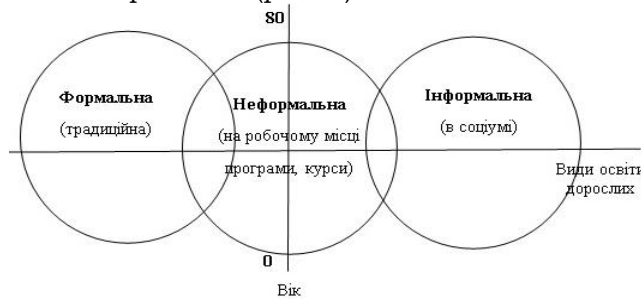 80
Формальна
(традиційна)
Неформальна
(на робочому місці
програми, курси)
Інформальна
(в соціумі)
Види освіти
дорослих
0
Вік